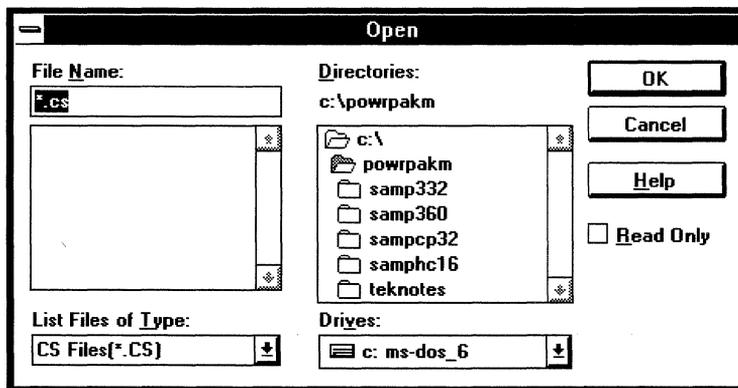 Open
File Name:
*.cs
List Files of Type:
CS Files(*.CS)
Directories:
c:\powrpakm
c:\
powrpakm
samp332
samp360
sampcp32
samphc16
teknotes
Drives:
c: ms-dos_6
OK
Cancel
Help
Read Only